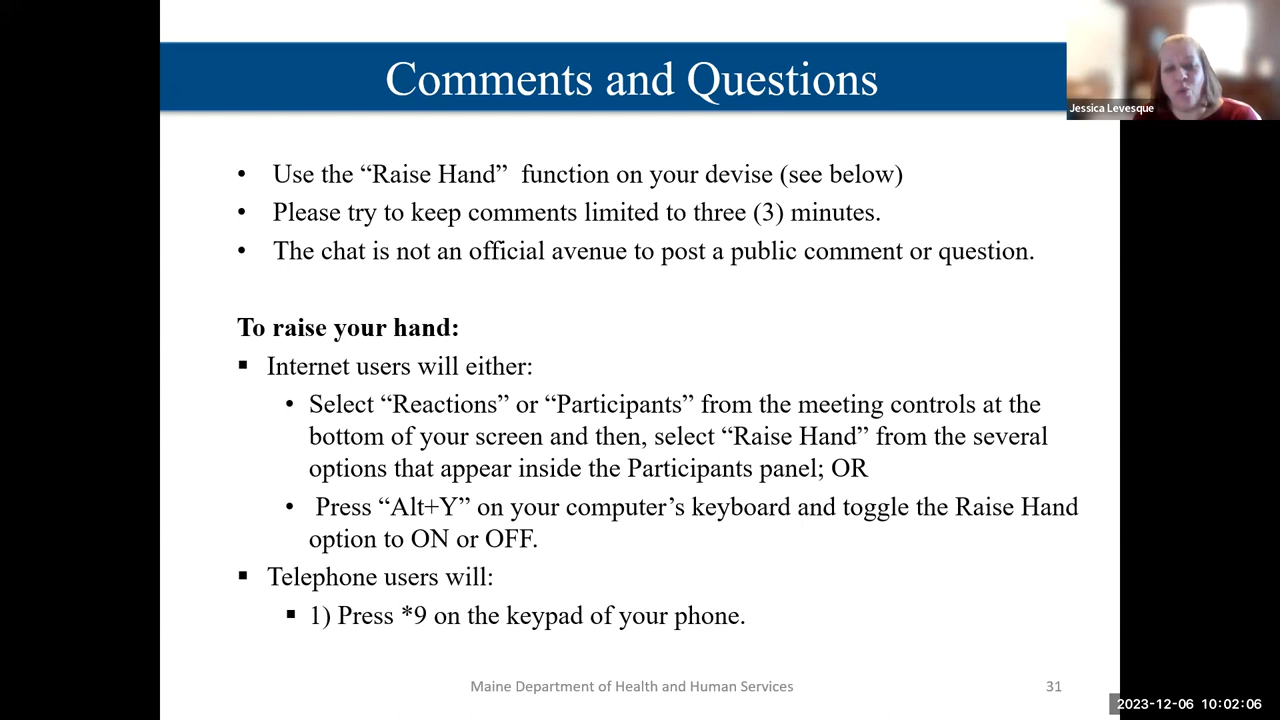 Comments and Questions
Jessica Levesque
• Use the “Raise Hand” function on your devise (see below)
• Please try to keep comments limited to three (3) minutes.
• The chat is not an official avenue to post a public comment or question.
To raise your hand:
▪ Internet users will either:
• Select “Reactions” or “Participants” from the meeting controls at the
bottom of your screen and then, select “Raise Hand” from the several
options that appear inside the Participants panel; OR
• Press “Alt+Y” on your computer’s keyboard and toggle the Raise Hand
option to ON or OFF.
▪ Telephone users will:
▪ 1) Press *9 on the keypad of your phone.
Maine Department of Health and Human Services
31
2023-12-06 10:02:06